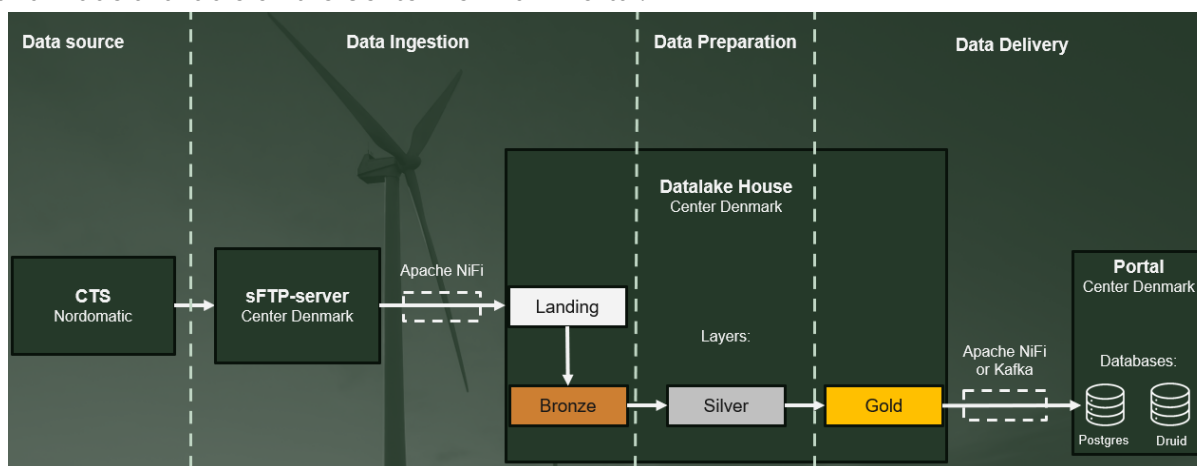 Data source
Data Ingestion
Data Preparation
Data Delivery
Datalake House
Center Denmark
CTS
Nordomatic
sFTP-server
Center Denmark
Apache NiFi
Landing
Bronze
Layers:
Silver
Gold
Apache NiFi
or Kafka
Portal
Center Denmark
Databases:
Postgres
Druid